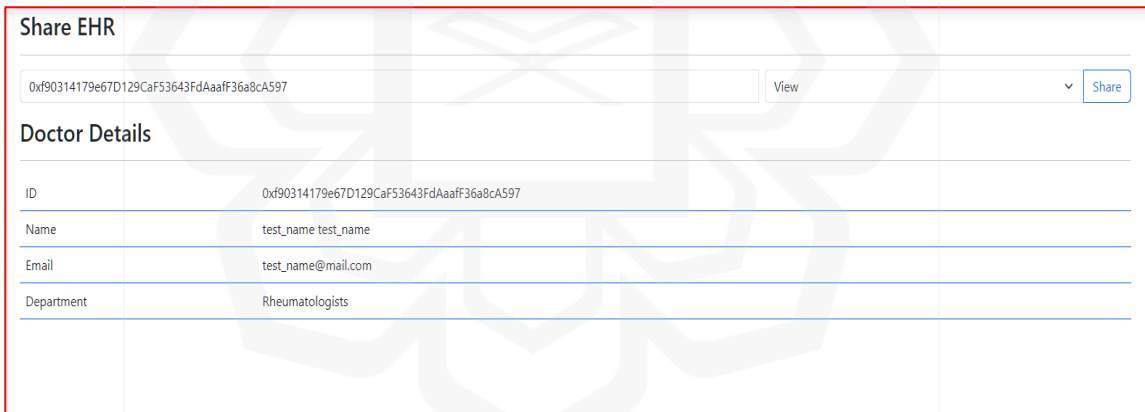 Share EHR
0xf90314179e67D129CaF53643FdAaafF36a8cA597 View Share
Doctor Details
ID 0xf90314179e67D129CaF53643FdAaafF36a8cA597
Name test_name test_name
Email test_name@mail.com
Department Rheumatologists